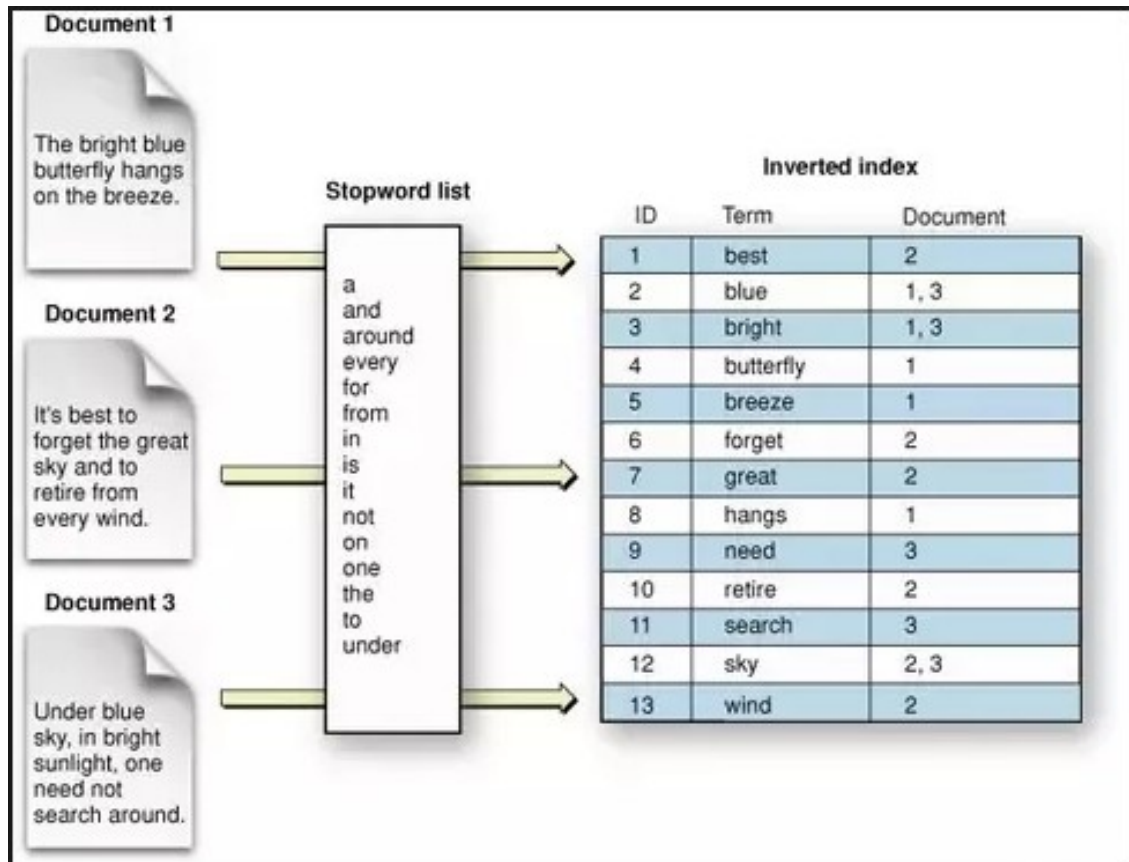 Document 1
The bright blue
butterfly hangs
on the breeze.
Document 2
It's best to
forget the great
sky and to
retire from
every wind.
Document 3
Under blue
sky, in bright
sunlight, one
need not
search around.
Stopword list
a
and
around
every
for
from
in
is
it
not
on
one
the
to
under
Inverted index
ID Term Document
1 best 2
2 blue 1, 3
3 bright 1, 3
4 butterfly 1
5 breeze 1
6 forget 2
7 great 2
8 hangs 1
9 need 3
10 retire 2
11 search 3
12 sky 2, 3
13 wind 2